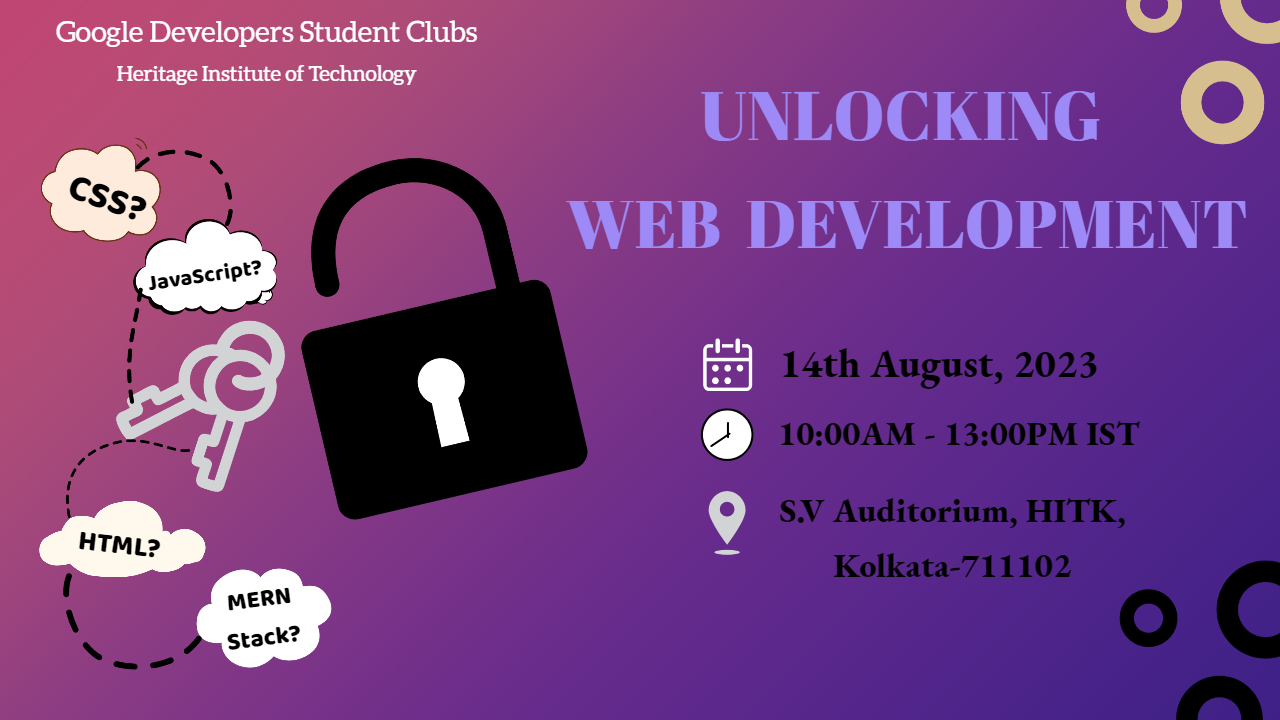 Google Developers Student Clubs
Heritage Institute of Technology
UNLOCKING
WEB DEVELOPMENT
CSS?
JavaScript?
HTML?
MERN
Stack?
14th August, 2023
10:00AM - 13:00PM IST
S.V Auditorium, HITK,
Kolkata-711102